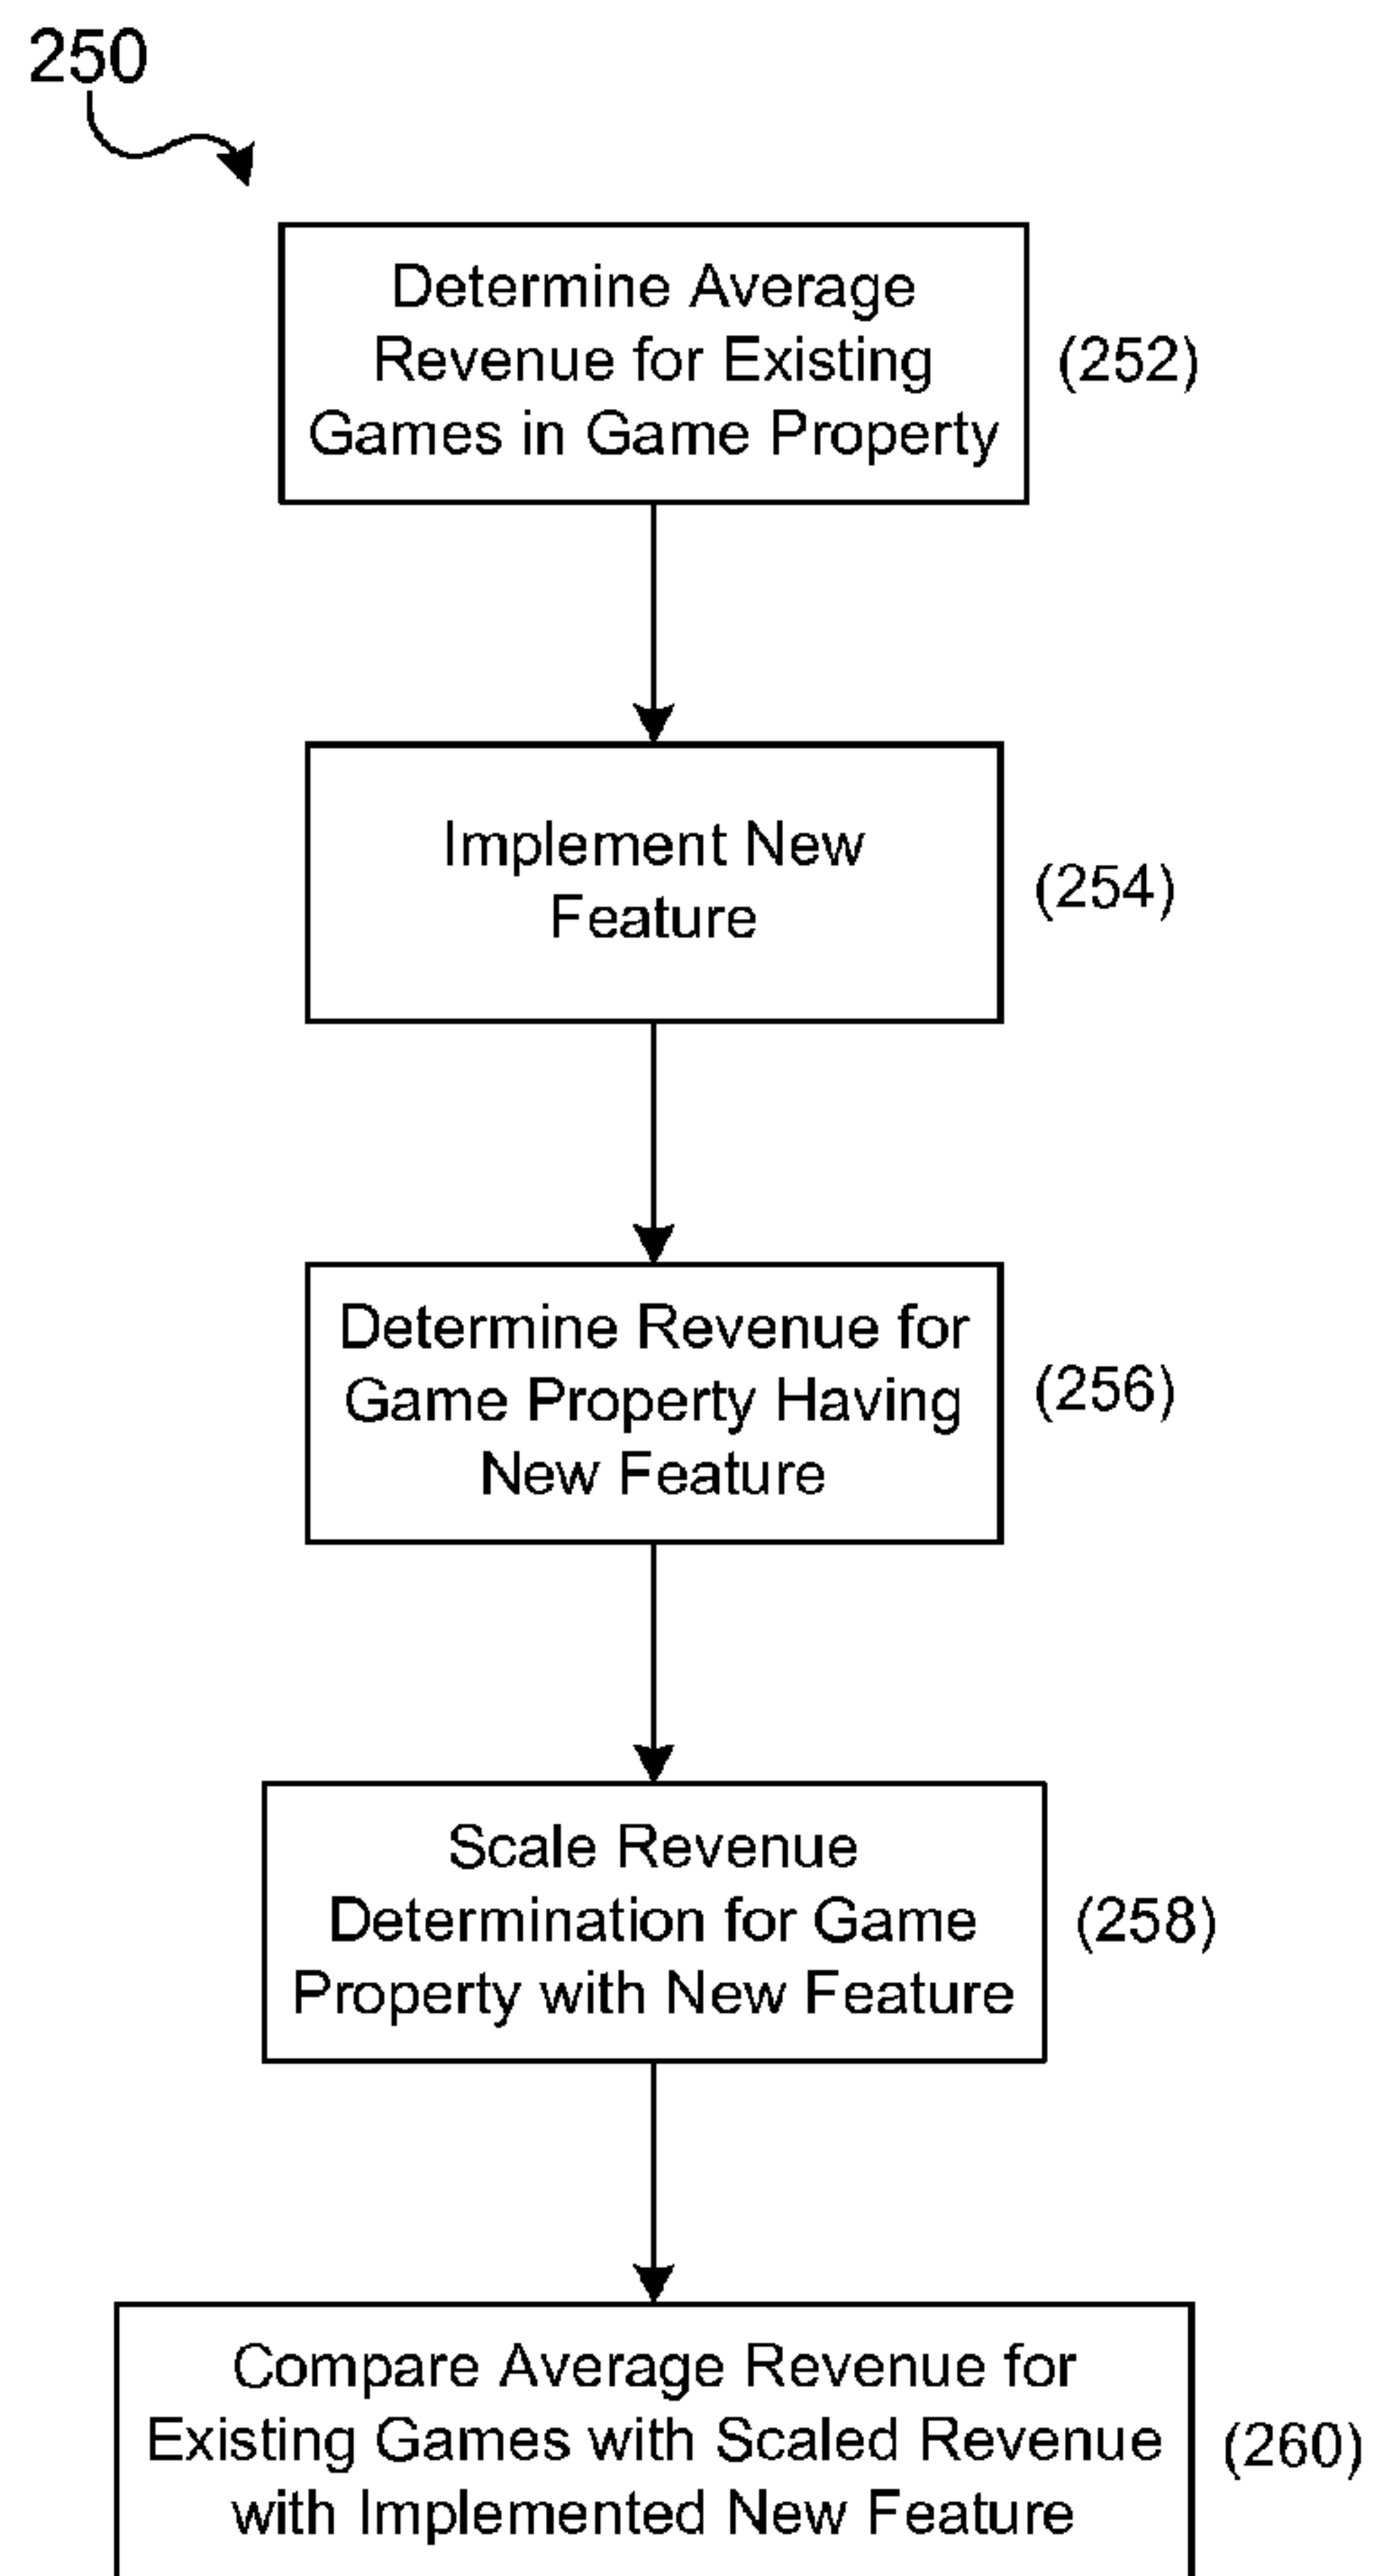 250
Determine Average
Revenue for Existing
Games in Game Property
(252)
Implement New
Feature
(254)
Determine Revenue for
Game Property Having
New Feature
(256)
Scale Revenue
Determination for Game
Property with New Feature
(258)
Compare Average Revenue for
Existing Games with Scaled Revenue
with Implemented New Feature
(260)